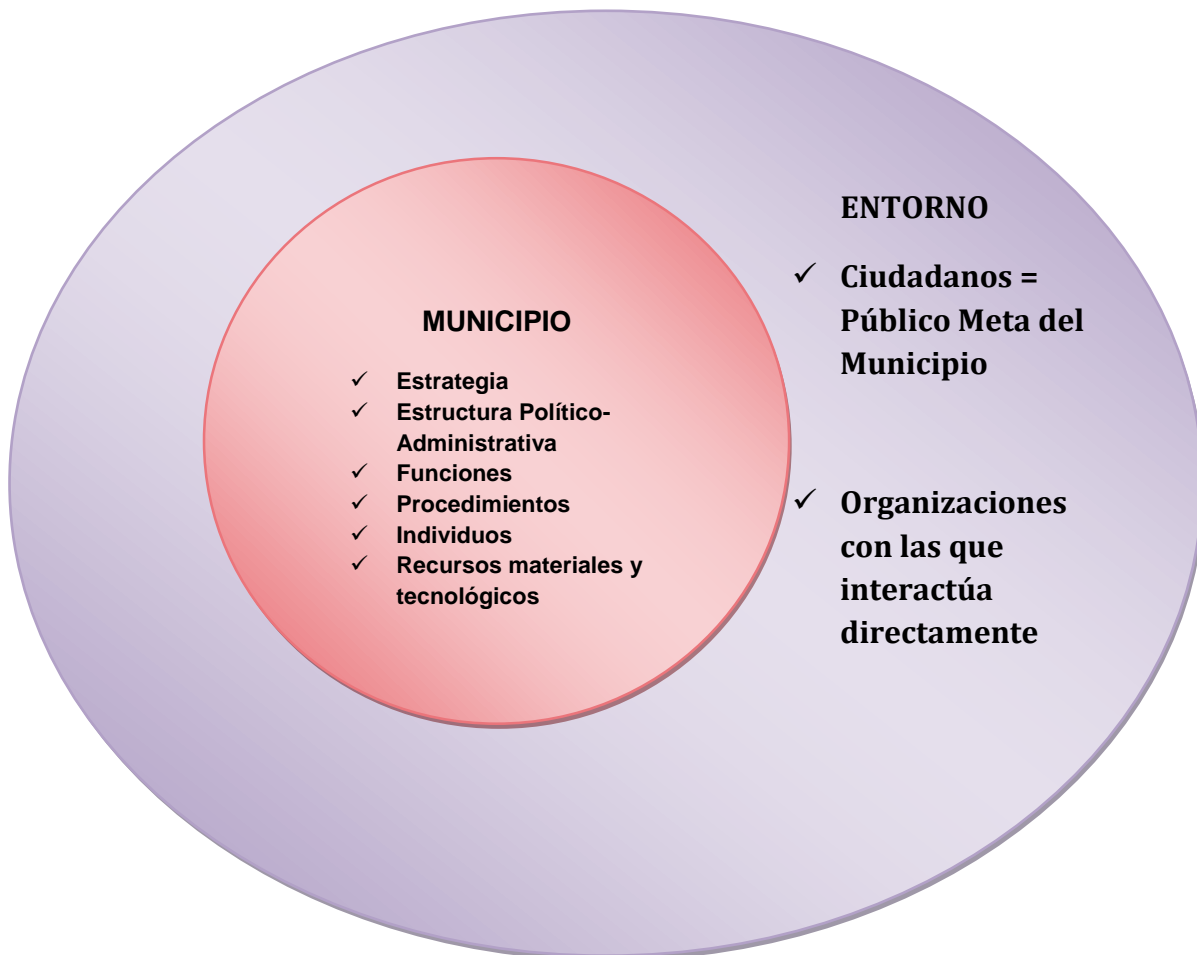 MUNICIPIO
✓ Estrategia
✓ Estructura Político-
Administrativa
✓ Funciones
✓ Procedimientos
✓ Individuos
✓ Recursos materiales y
tecnológicos
ENTORNO
✓ Ciudadanos =
Público Meta del
Municipio
✓ Organizaciones
con las que
interactúa
directamente